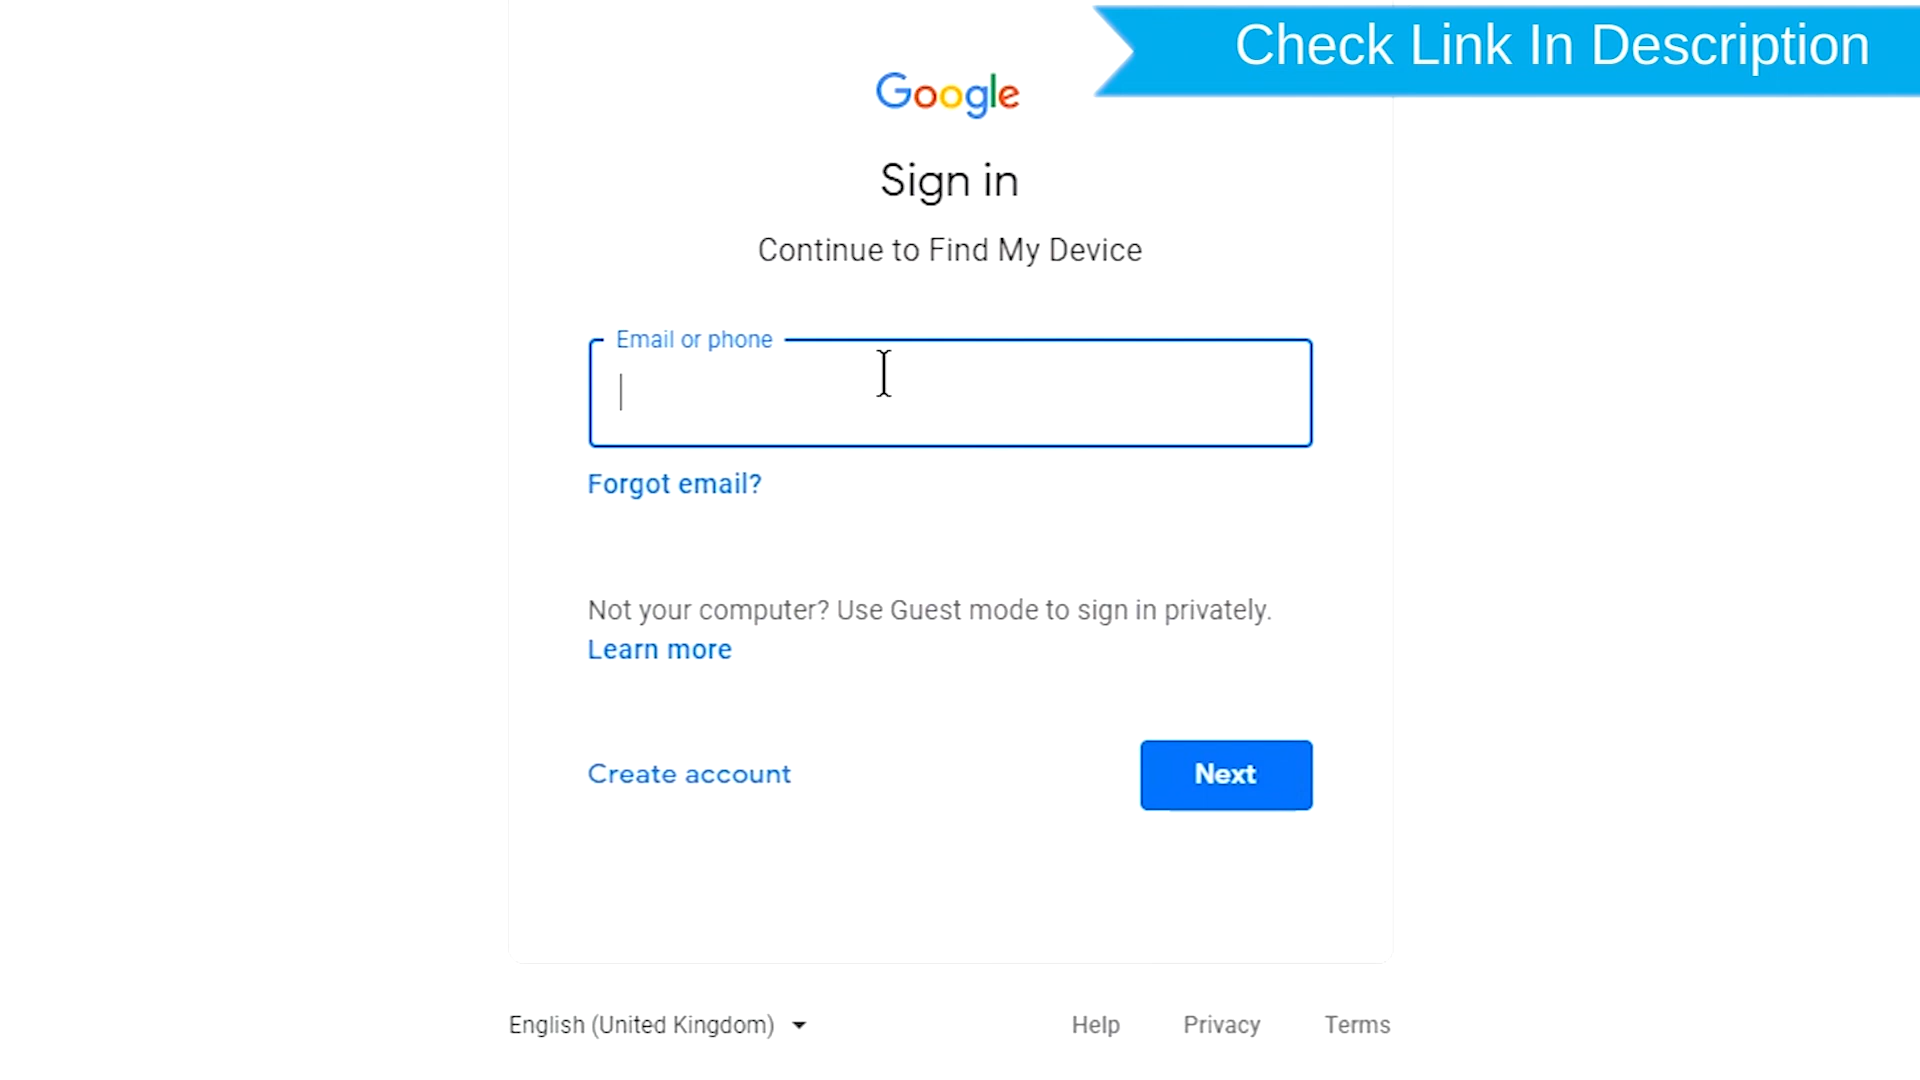 Check Link In Description
Google
Sign in
Continue to Find My Device
Email or phone
Forgot email?
Not your computer? Use Guest mode to sign in privately.
Learn more
Create account
Next
English (United Kingdom)
Help
Privacy
Terms